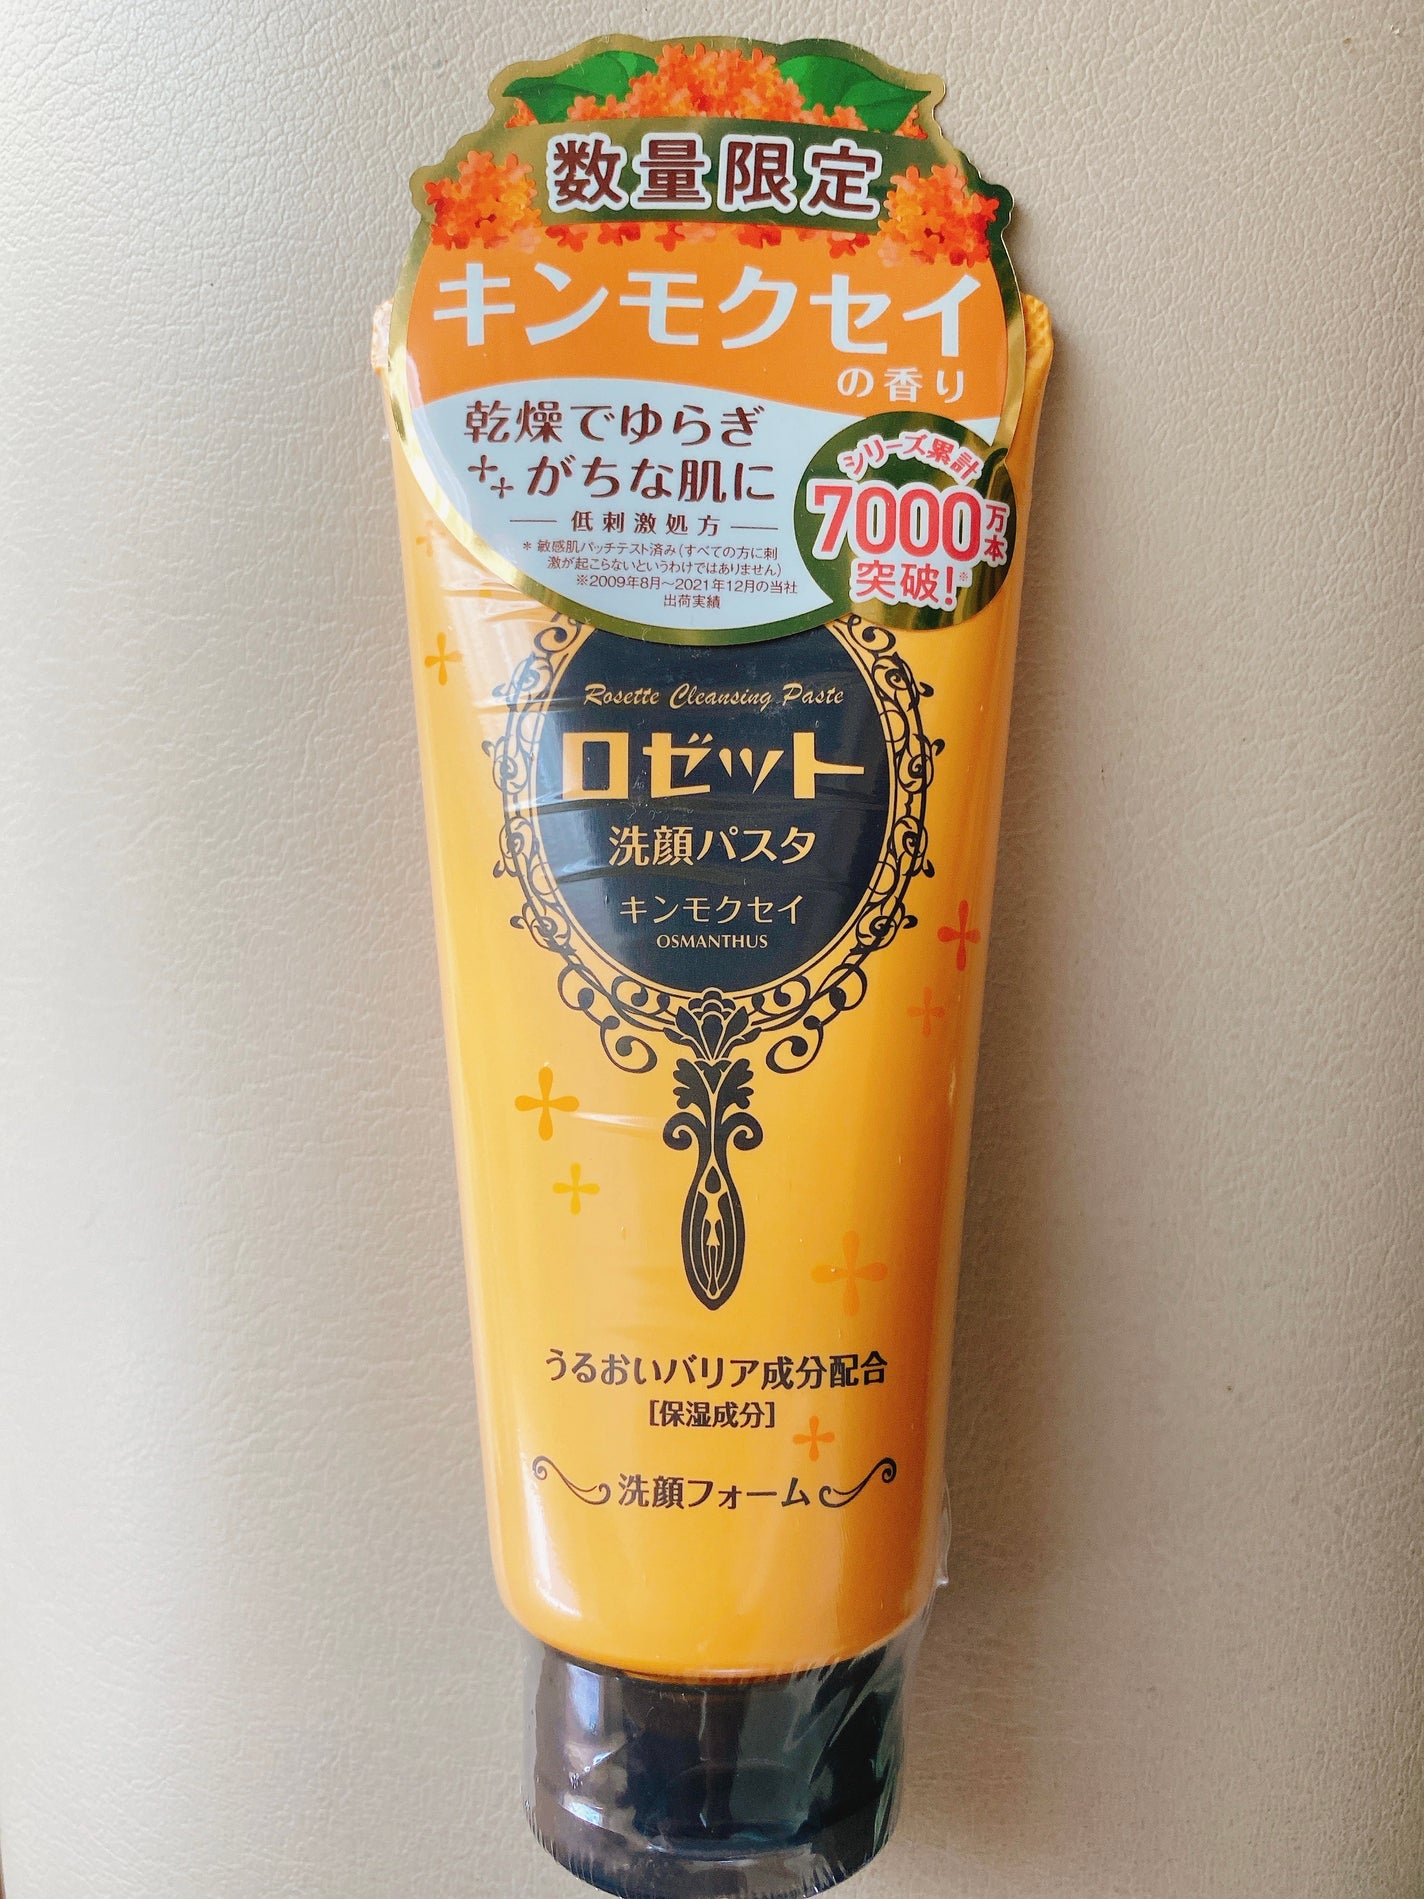 数量限定
キンモクセイ
の香り
乾燥でゆらぎ
がちな肌に
低刺激処方
＊敏感肌パッチテスト済み(すべての方に刺
激が起こらないというわけではありません)
※2009年8月～2021年12月の当社
出荷実績
シリーズ累計
7000万本
突破!※
Rosette Cleansing Paste
ロゼット
洗顔パスタ
キンモクセイ
OSMANTHUS
うるおいバリア成分配合
[保湿成分]
洗顔フォーム